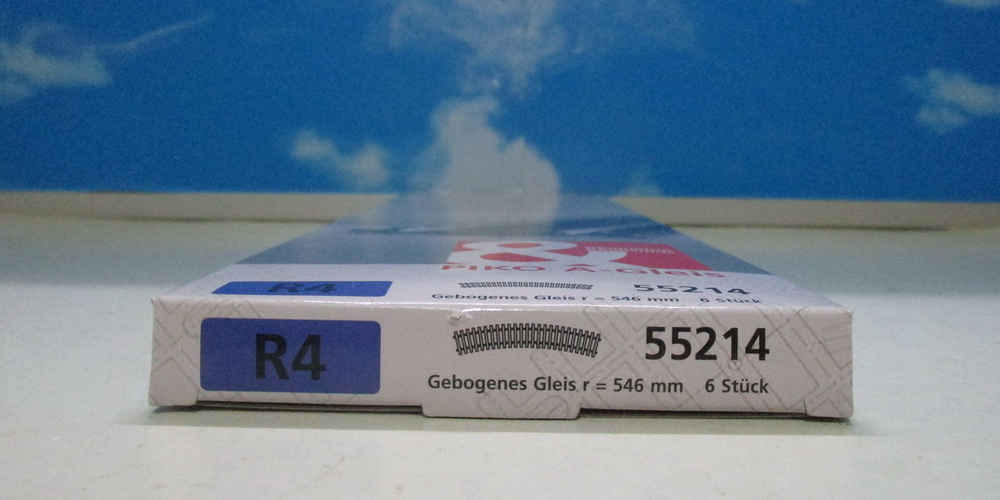 &
PIKO A-Gleis
R4
55214
Gebogenes Gleis r = 546 mm 6 Stück
R4
55214
Gebogenes Gleis r = 546 mm 6 Stück